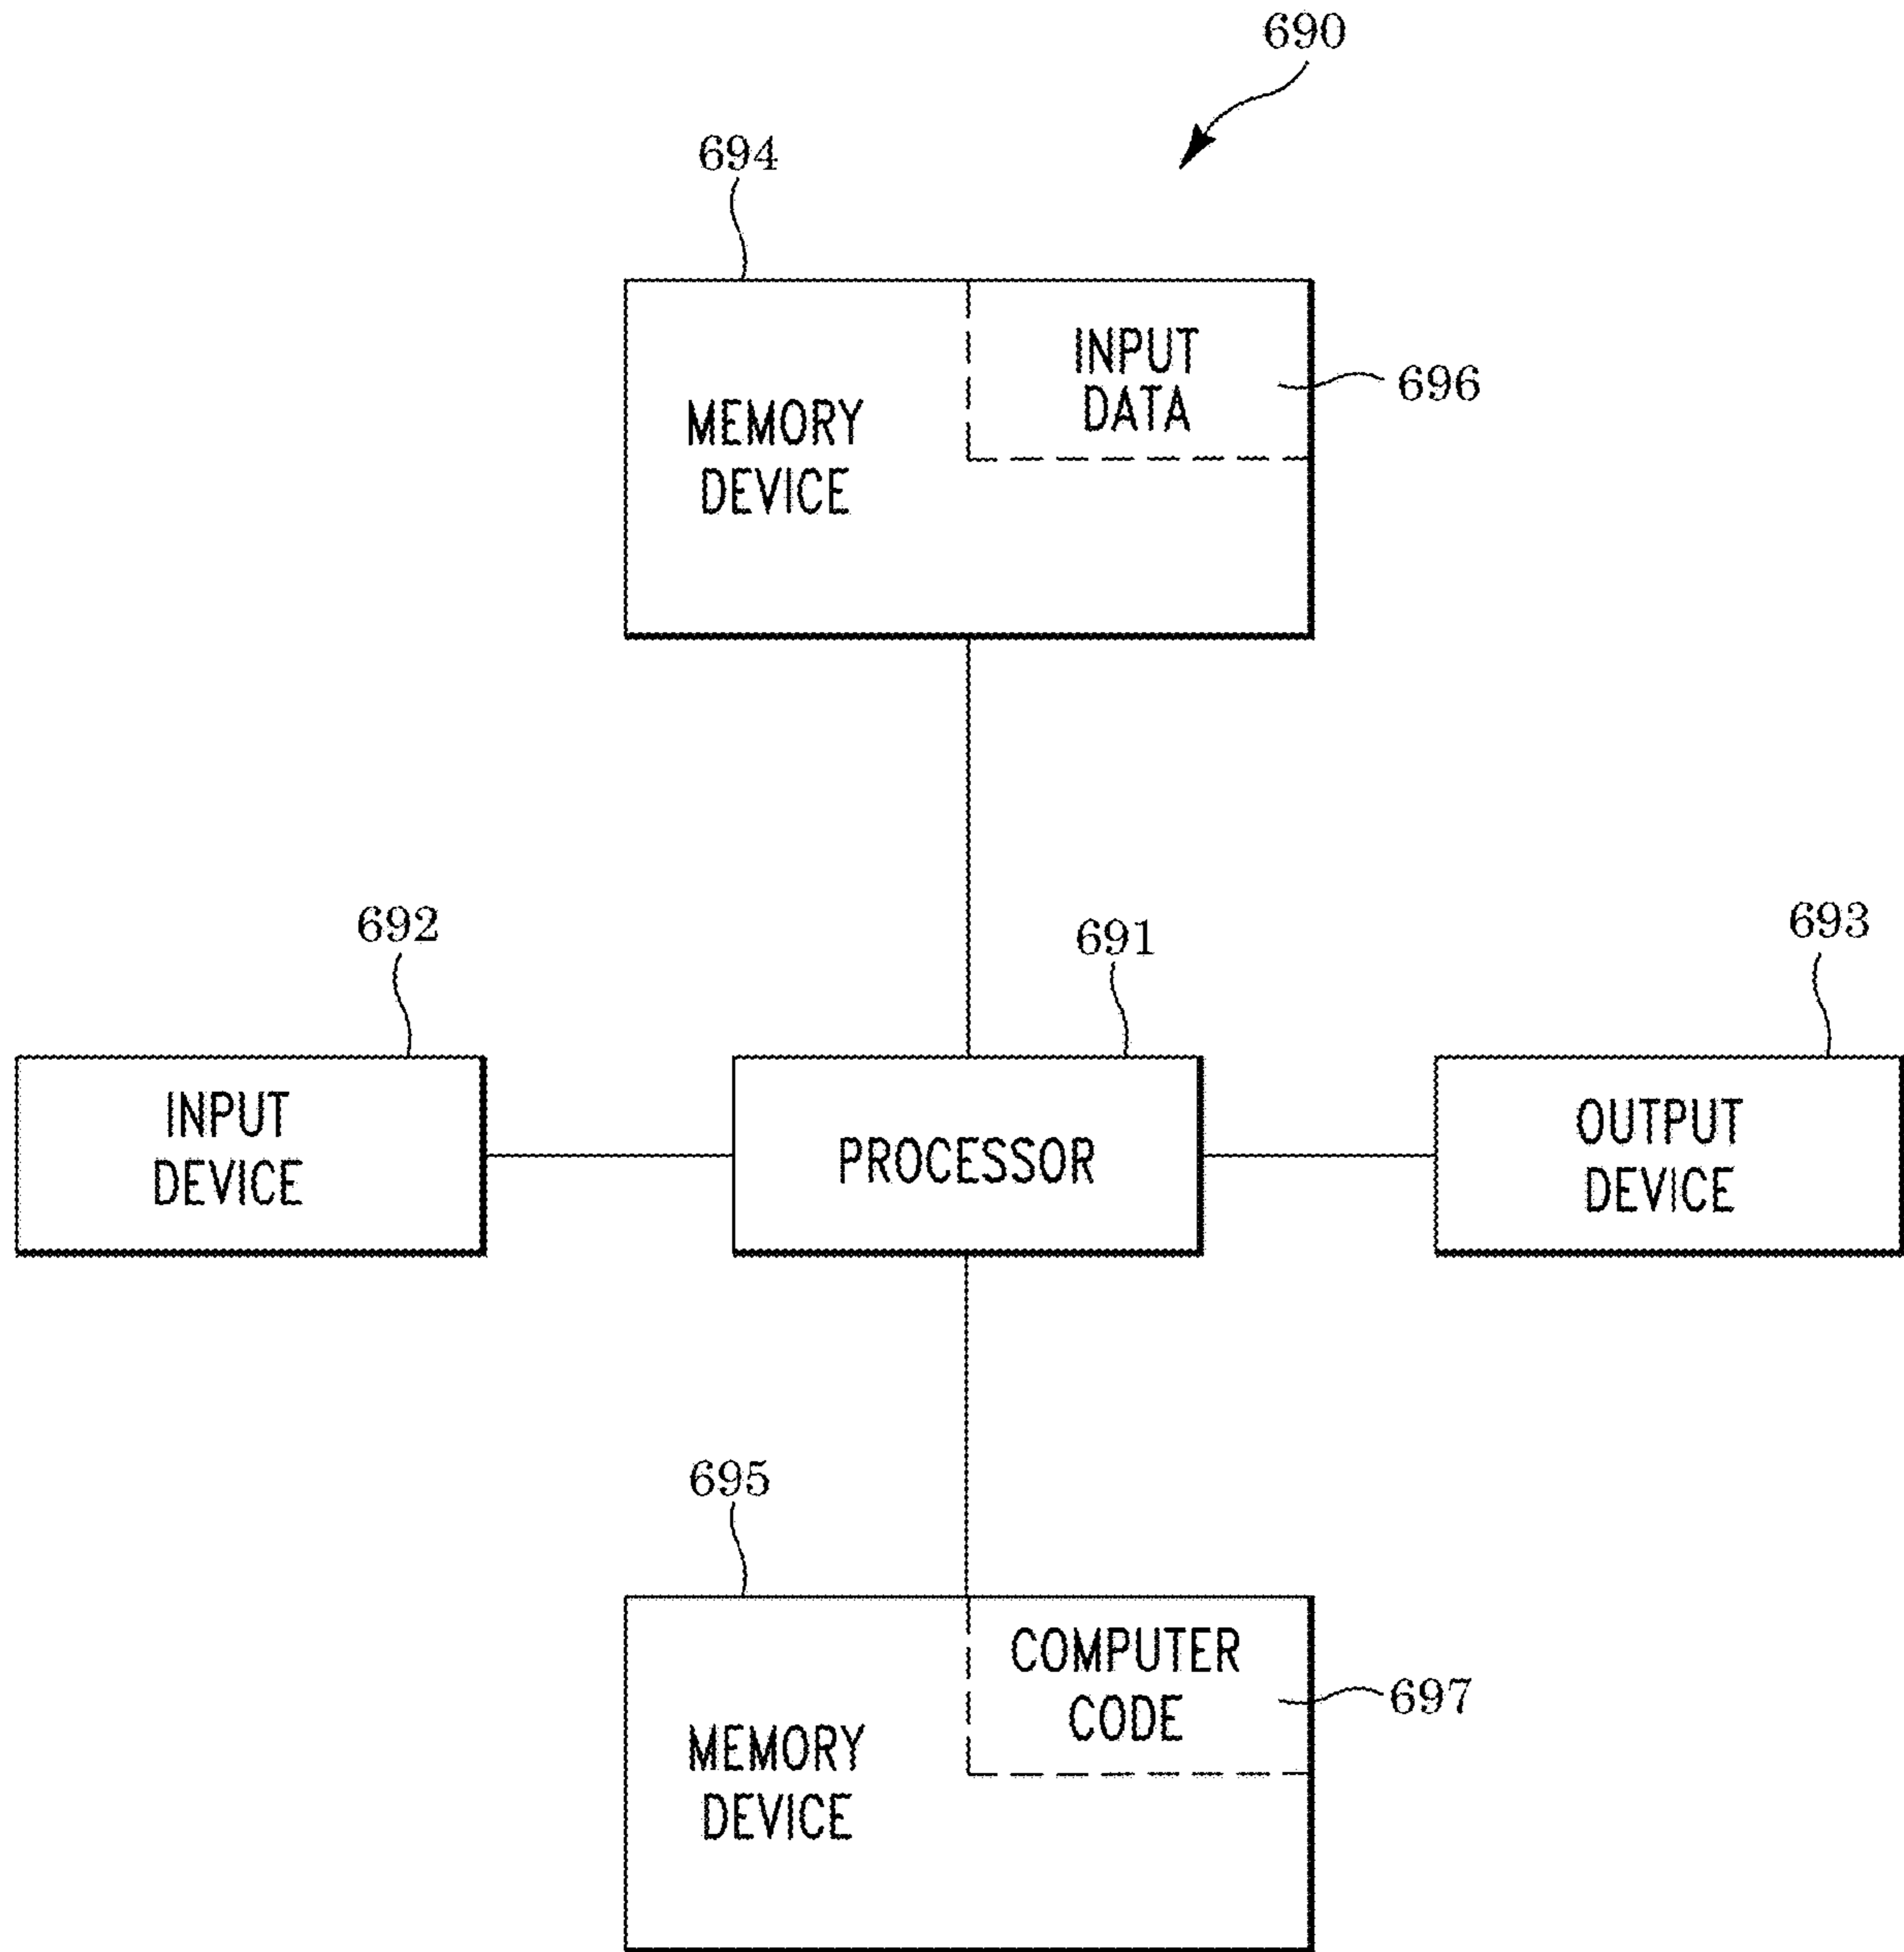 690
694
INPUT
DATA
696
MEMORY
DEVICE
692
691
693
INPUT
DEVICE
PROCESSOR
OUTPUT
DEVICE
695
COMPUTER
CODE
697
MEMORY
DEVICE